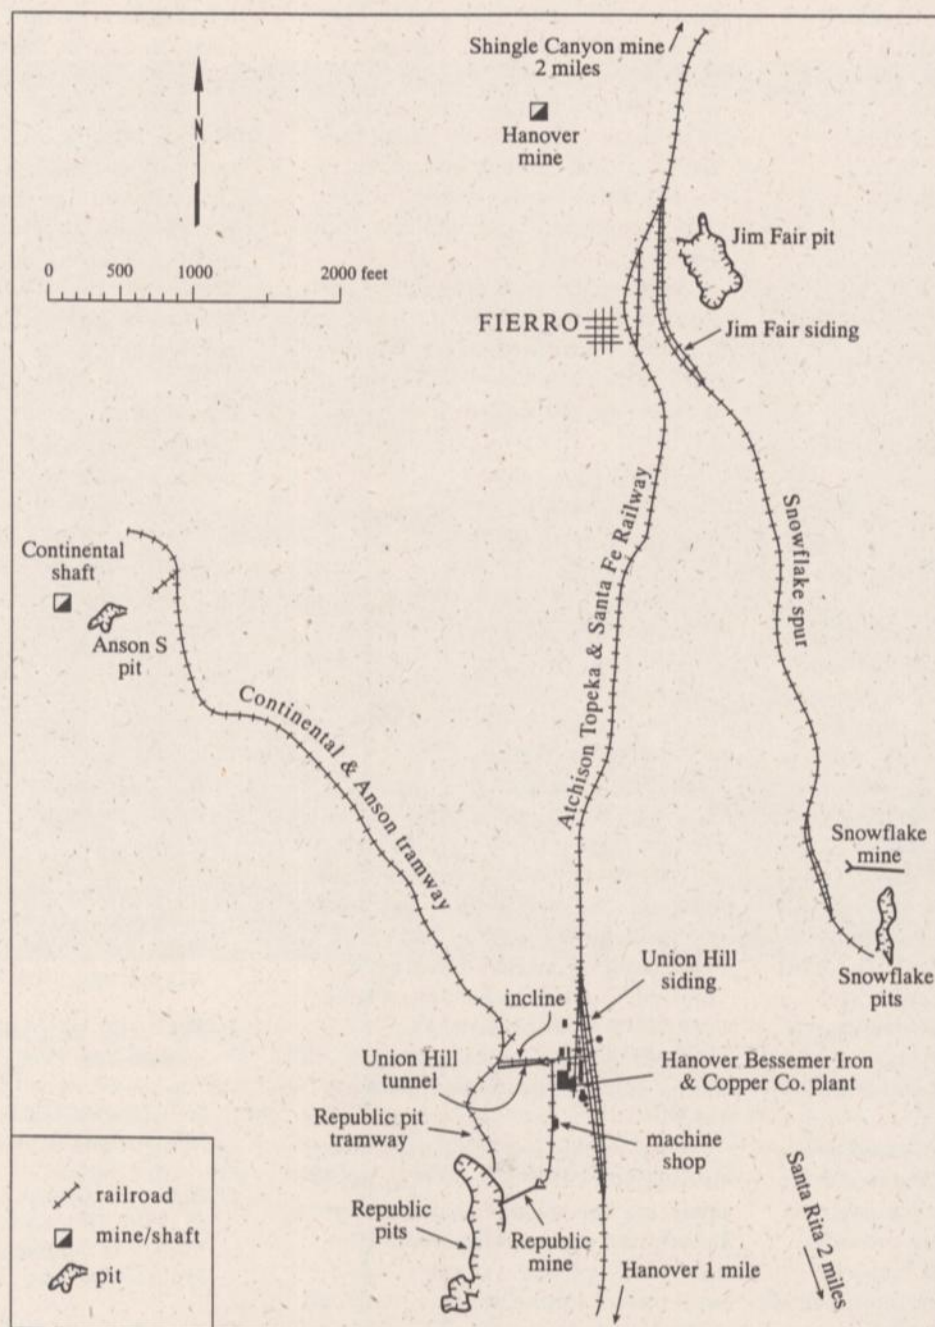 Shingle Canyon mine
2 miles
N
Hanover
mine
0 500 1000 2000 feet
Jim Fair pit
FIERRO
Jim Fair siding
Atchison Topeka & Santa Fe Railway
Snowflake spur
Continental
shaft
Anson S
pit
Continental & Anson tramway
Snowflake
mine
Snowflake
pits
Union Hill
siding
incline
Union Hill
tunnel
Hanover Bessemer Iron
& Copper Co. plant
Republic pit
tramway
machine
shop
Republic
pits
Republic
mine
Santa Rita 2 miles
Hanover 1 mile
railroad
mine/shaft
pit